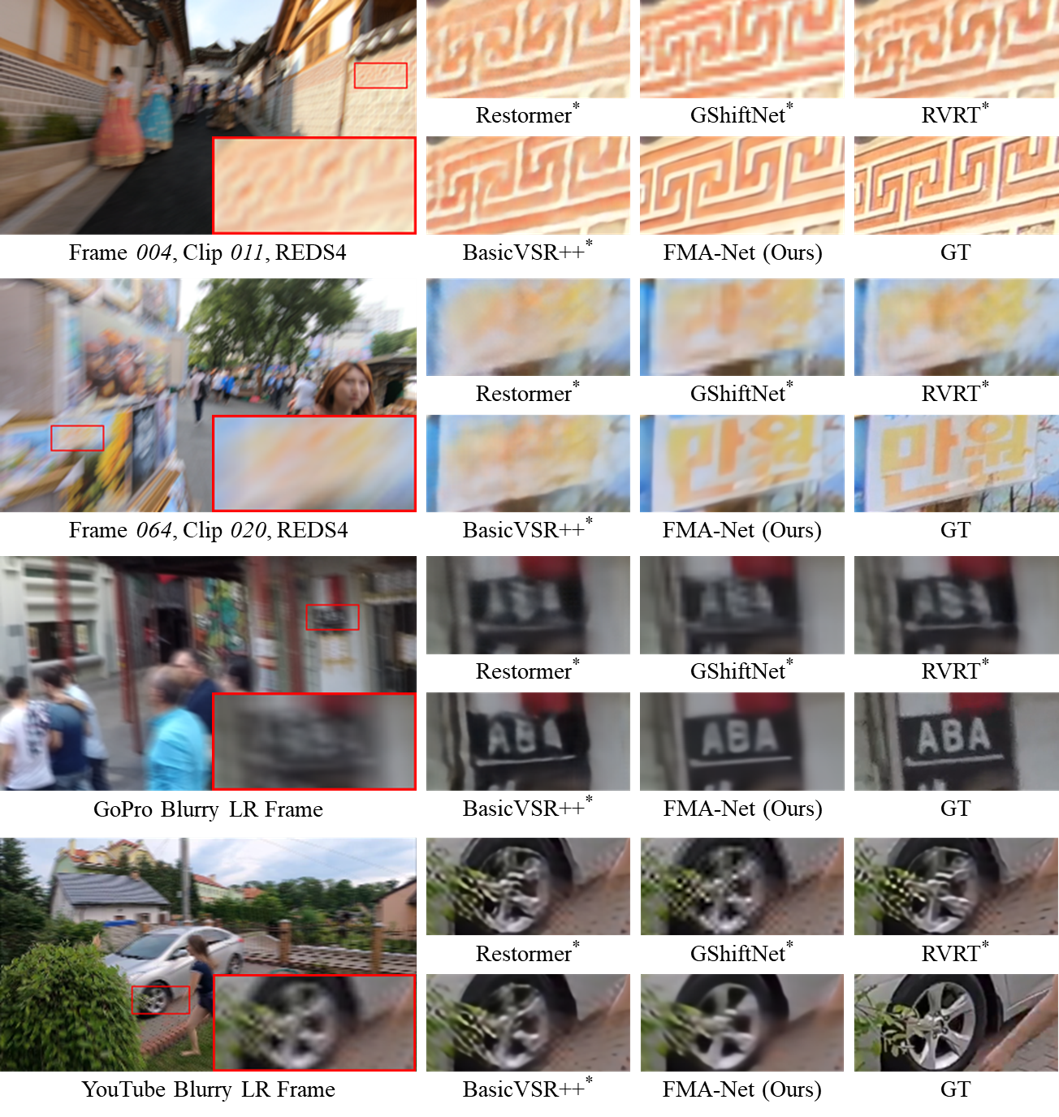 Restormer*
GShiftNet*
RVRT*
Frame 004, Clip 011, REDS4
BasicVSR++*
FMA-Net (Ours)
GT
Restormer*
GShiftNet*
RVRT*
만원
만원
Frame 064, Clip 020, REDS4
BasicVSR++*
FMA-Net (Ours)
GT
Restormer*
GShiftNet*
RVRT*
ABA
ABA
ABA
GoPro Blurry LR Frame
BasicVSR++*
FMA-Net (Ours)
GT
Restormer*
GShiftNet*
RVRT*
YouTube Blurry LR Frame
BasicVSR++*
FMA-Net (Ours)
GT